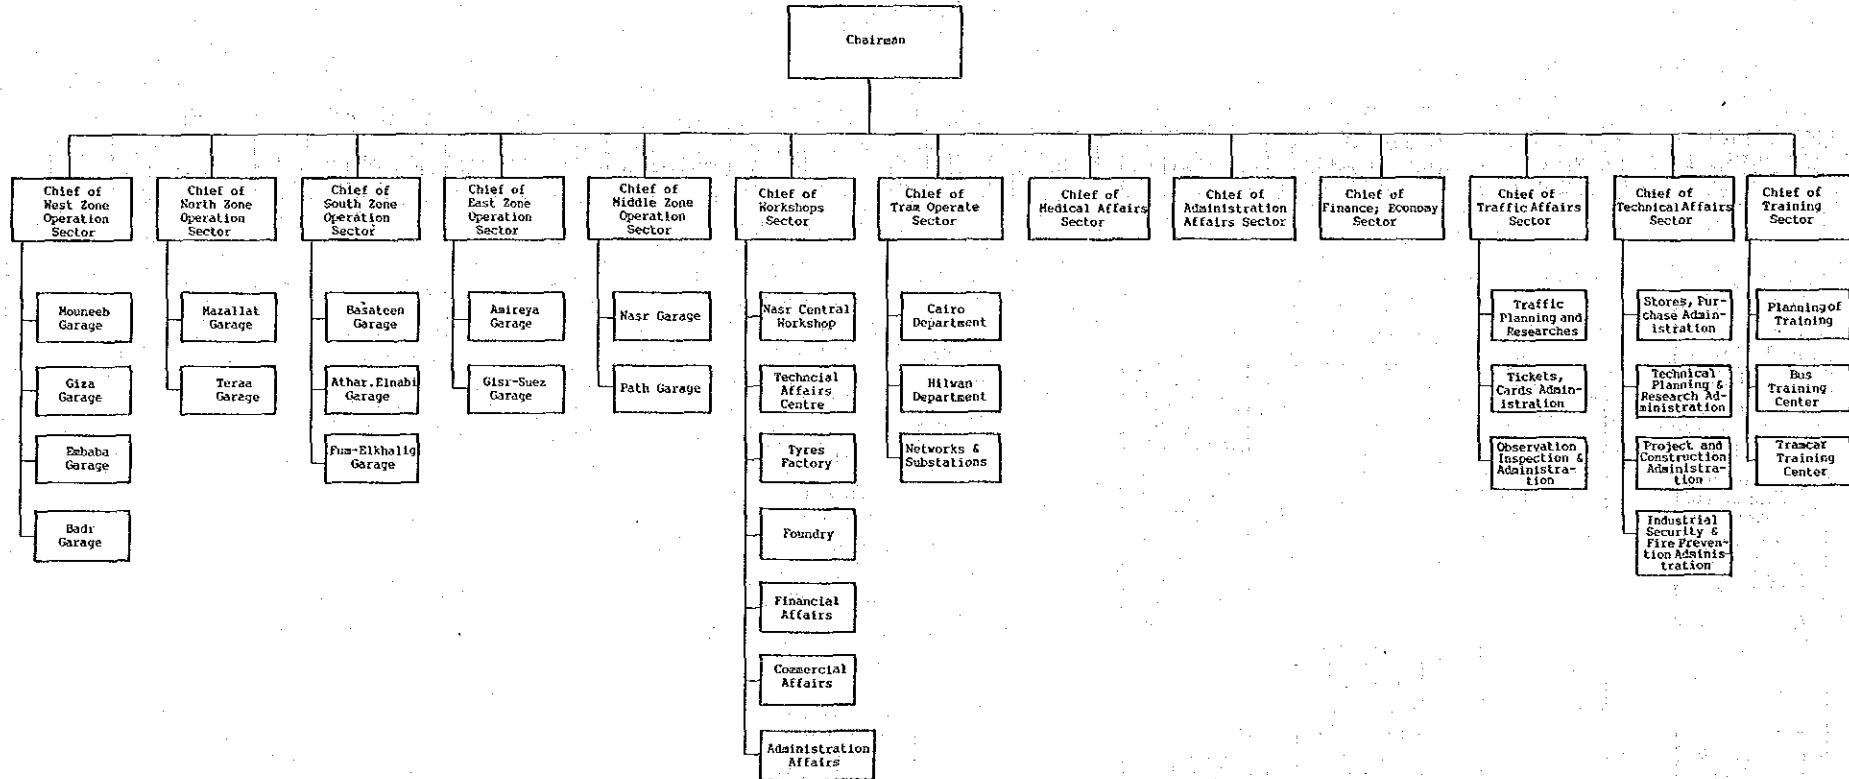 Chairman
Chief of
West Zone
Operation
Sector
Chief of
North Zone
Operation
Sector
Chief of
South Zone
Operation
Sector
Chief of
East Zone
Operation
Sector
Chief of
Middle Zone
Operation
Sector
Chief of
Workshops
Sector
Chief of
Tram Operate
Sector
Chief of
Medical Affairs
Sector
Chief of
Administration
Affairs Sector
Chief of
Finance; Economy
Sector
Chief of
Traffic Affairs
Sector
Chief of
Technical Affairs
Sector
Chief of
Training
Sector
Mouneeb
Garage
Giza
Garage
Embaba
Garage
Badr
Garage
Mazallat
Garage
Teraa
Garage
Basateen
Garage
Athar.Elnabi
Garage
Fum-Elkhalig
Garage
Amireya
Garage
Gisr-Suez
Garage
Nasr Garage
Path Garage
Nasr Central
Workshop
Techncial
Affairs
Centre
Tyres
Factory
Foundry
Financial
Affairs
Commercial
Affairs
Administration
Affairs
Cairo
Department
Hilwan
Department
Networks &
Substations
Traffic
Planning and
Researches
Tickets,
Cards Admin-
istration
Observation
Inspection &
Administra-
tion
Stores, Pur-
chase Admin-
istration
Technical
Planning &
Research Ad-
ministration
Project and
Construction
Administra-
tion
Industrial
Security &
Fire Preven-
tion Adminis-
tration
Planning of
Training
Bus
Training
Center
Tramcar
Training
Center